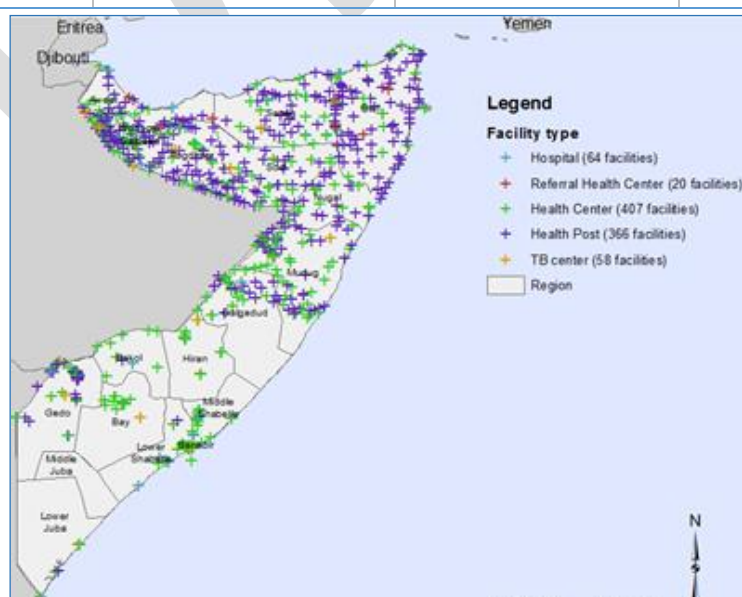 Eritrea
Yemen
Djibouti
Legend
Facility type
Hospital (64 facilities)
Referral Health Center (20 facilities)
Health Center (407 facilities)
Health Post (366 facilities)
TB center (58 facilities)
Region
Mudug
Galgadud
Bakol
Hiran
Gedo
Bay
Middle
Shabelle
Lower
Shabelle
Middle
Juba
Lower
Juba
N